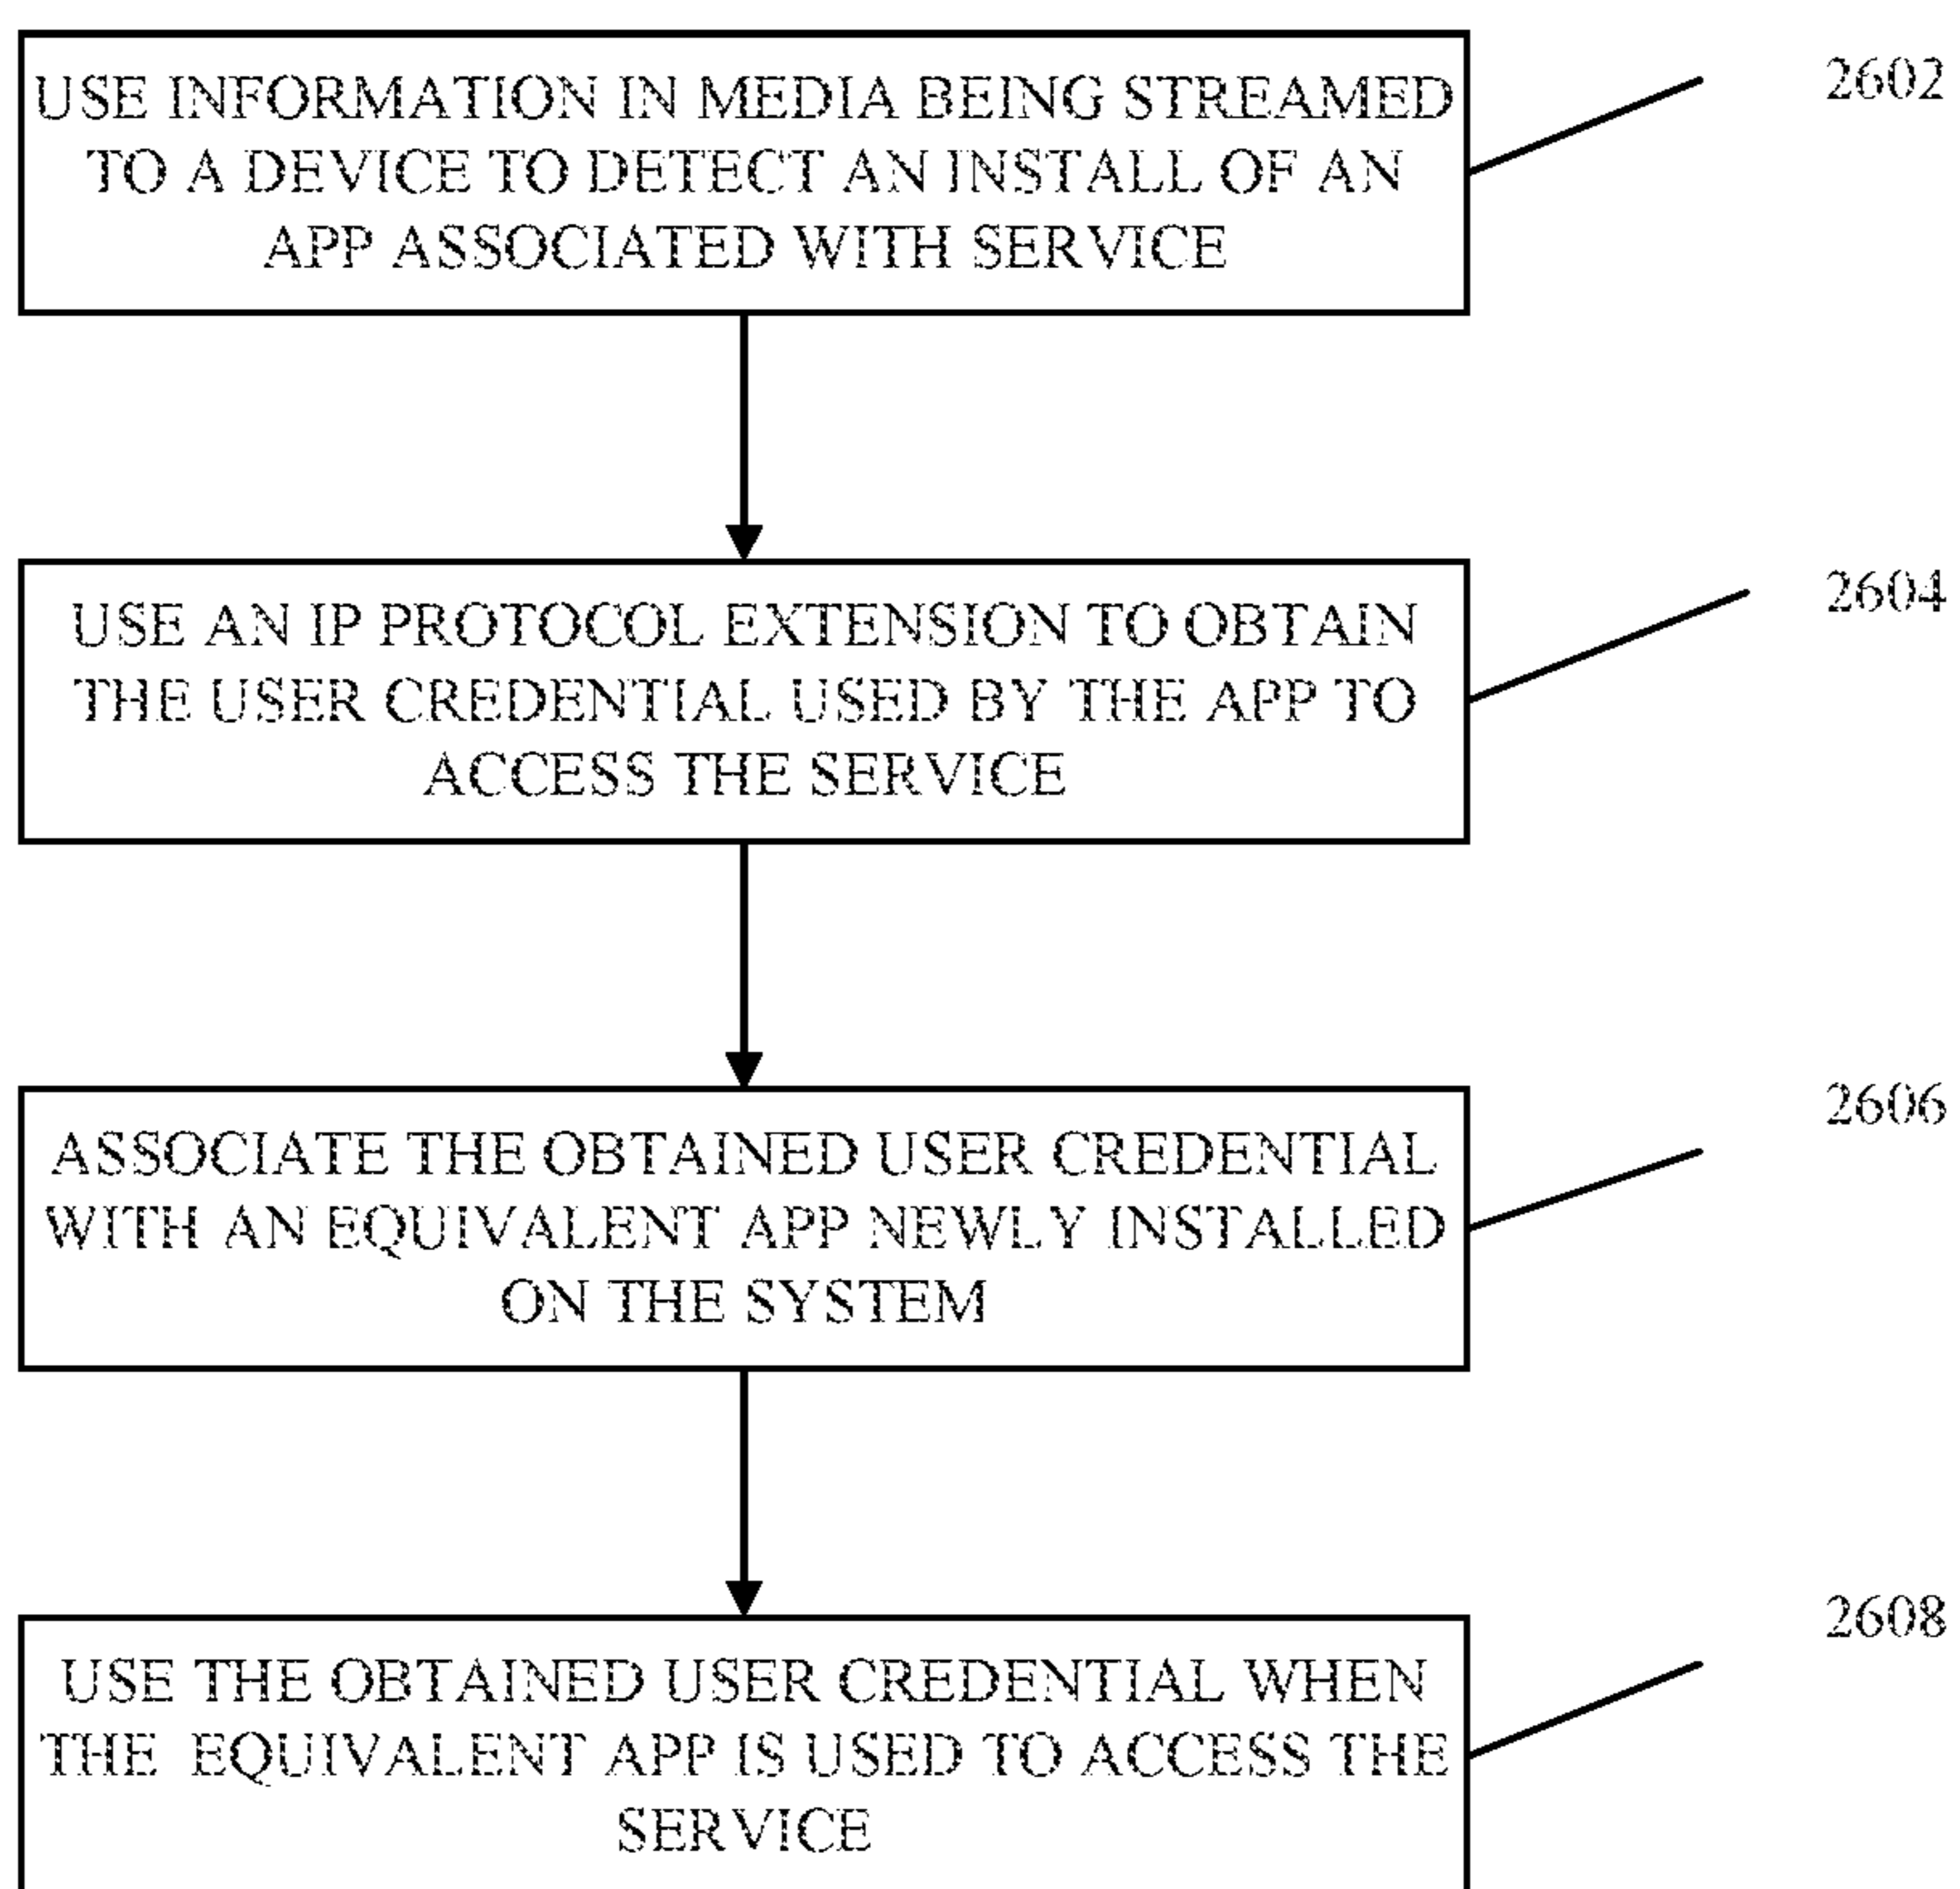 USE INFORMATION IN MEDIA BEING STREAMED
TO A DEVICE TO DETECT AN INSTALL OF AN
APP ASSOCIATED WITH SERVICE
2602
USE AN IP PROTOCOL EXTENSION TO OBTAIN
THE USER CREDENTIAL USED BY THE APP TO
ACCESS THE SERVICE
2604
ASSOCIATE THE OBTAINED USER CREDENTIAL
WITH AN EQUIVALENT APP NEWLY INSTALLED
ON THE SYSTEM
2606
USE THE OBTAINED USER CREDENTIAL WHEN
THE EQUIVALENT APP IS USED TO ACCESS THE
SERVICE
2608